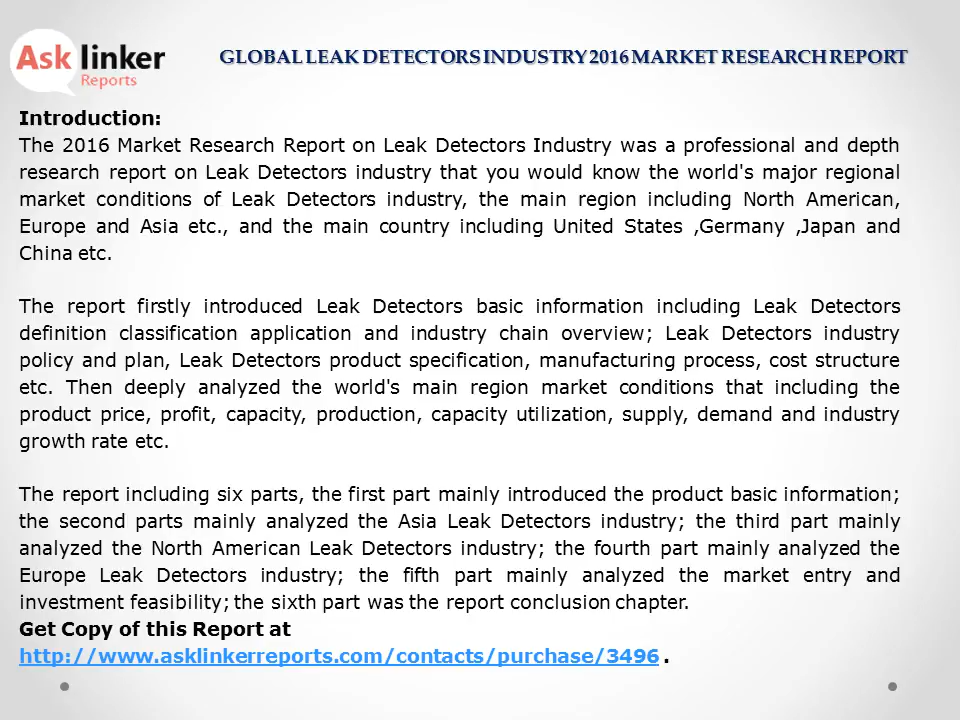 Ask linker
Reports
GLOBAL LEAK DETECTORS INDUSTRY 2016 MARKET RESEARCH REPORT
Introduction:
The 2016 Market Research Report on Leak Detectors Industry was a professional and depth
research report on Leak Detectors industry that you would know the world's major regional
market conditions of Leak Detectors industry, the main region including North American,
Europe and Asia etc., and the main country including United States ,Germany ,Japan and
China etc.
The report firstly introduced Leak Detectors basic information including Leak Detectors
definition classification application and industry chain overview; Leak Detectors industry
policy and plan, Leak Detectors product specification, manufacturing process, cost structure
etc. Then deeply analyzed the world's main region market conditions that including the
product price, profit, capacity, production, capacity utilization, supply, demand and industry
growth rate etc.
The report including six parts, the first part mainly introduced the product basic information;
the second parts mainly analyzed the Asia Leak Detectors industry; the third part mainly
analyzed the North American Leak Detectors industry; the fourth part mainly analyzed the
Europe Leak Detectors industry; the fifth part mainly analyzed the market entry and
investment feasibility; the sixth part was the report conclusion chapter.
Get Copy of this Report at
http://www.asklinkerreports.com/contacts/purchase/3496 .